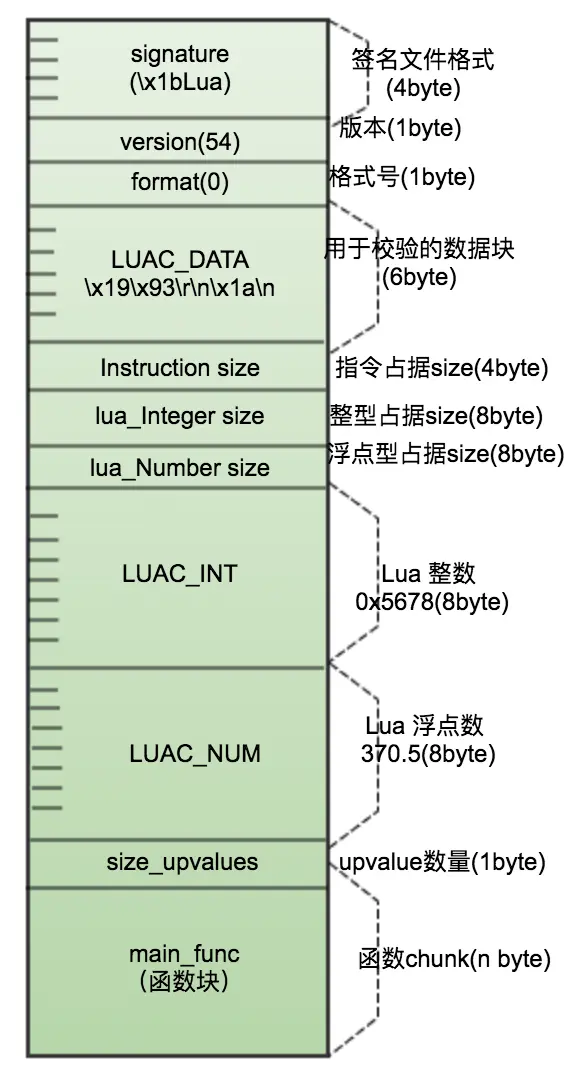 signature
(\x1bLua)
签名文件格式
(4byte)
version(54)
版本(1byte)
format(0)
格式号(1byte)
LUAC_DATA
\x19\x93\r\n\x1a\n
用于校验的数据块
(6byte)
Instruction size
指令占据size(4byte)
lua_Integer size
整型占据size(8byte)
lua_Number size
浮点型占据size(8byte)
LUAC_INT
Lua 整数
0x5678(8byte)
LUAC_NUM
Lua 浮点数
370.5(8byte)
size_upvalues
upvalue数量(1byte)
main_func
(函数块)
函数chunk(n byte)